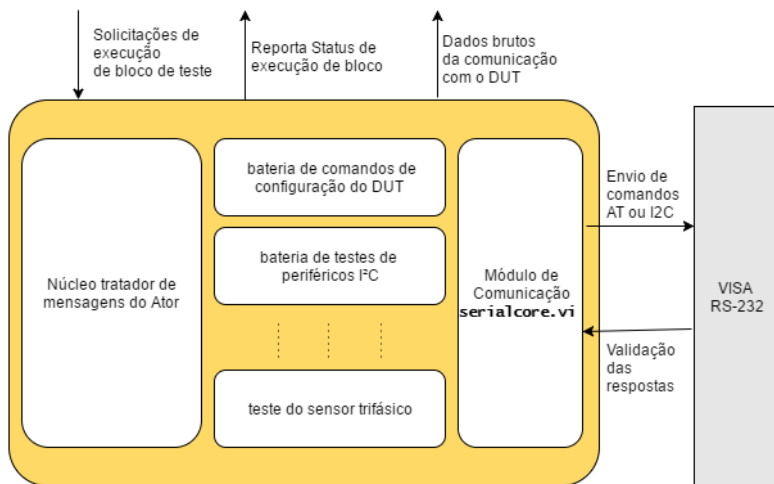 Solicitações de
execução
de bloco de teste
Reporta Status de
execução de bloco
Dados brutos
da comunicação
com o DUT
Núcleo tratador de
mensagens do Ator
bateria de comandos de
configuração do DUT
bateria de testes de
periféricos I²C
teste do sensor trifásico
Módulo de
Comunicação
serialcore.vi
Envio de
comandos
AT ou I2C
Validação
das
respostas
VISA
RS-232